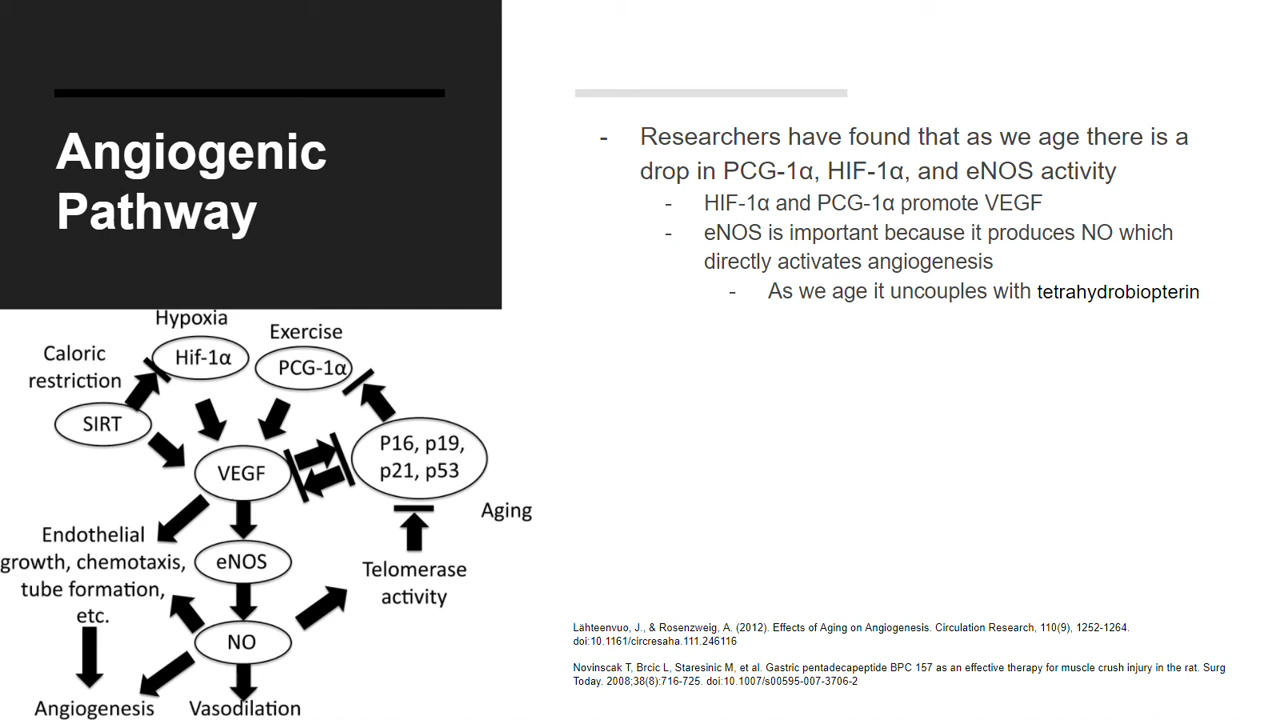 Angiogenic
Pathway
- Researchers have found that as we age there is a
drop in PCG-1α, HIF-1α, and eNOS activity
- HIF-1α and PCG-1α promote VEGF
- eNOS is important because it produces NO which
directly activates angiogenesis
- As we age it uncouples with tetrahydrobiopterin
Hypoxia
Exercise
Caloric
restriction
Hif-1α
PCG-1α
SIRT
P16, p19,
p21, p53
VEGF
Aging
Endothelial
growth, chemotaxis,
tube formation,
etc.
eNOS
Telomerase
activity
NO
Angiogenesis
Vasodilation
Lähteenvuo, J., & Rosenzweig, A. (2012). Effects of Aging on Angiogenesis. Circulation Research, 110(9), 1252-1264.
doi:10.1161/circresaha.111.246116
Novinscak T, Brcic L, Staresinic M, et al. Gastric pentadecapeptide BPC 157 as an effective therapy for muscle crush injury in the rat. Surg
Today. 2008;38(8):716-725. doi:10.1007/s00595-007-3706-2